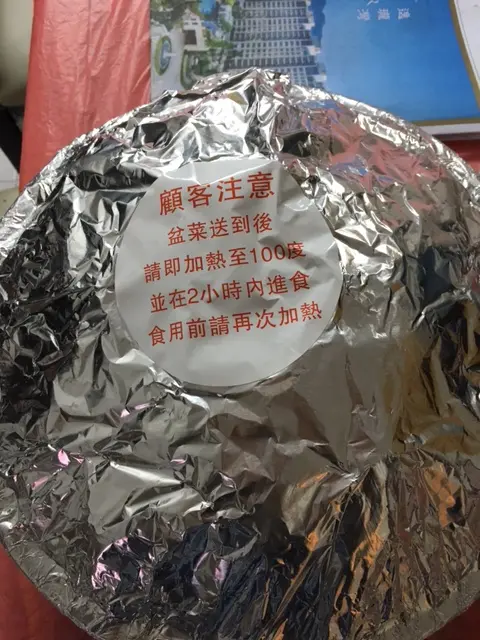 顧客注意
盆菜送到後
請即加熱至100度
並在2小時內進食
食用前請再次加熱